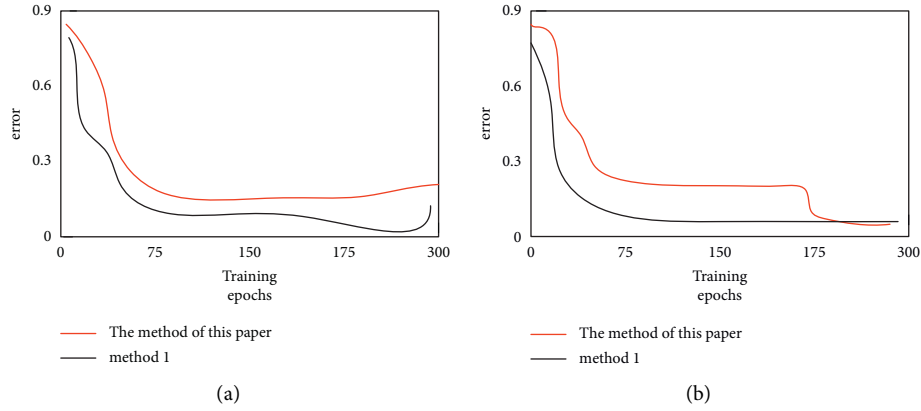 0.9
0.6
0.3
0
error
0 75 150 175 300
Training
epochs
The method of this paper
method 1
(a)
0.9
0.6
0.3
0
error
0 75 150 175 300
Training
epochs
The method of this paper
method 1
(b)